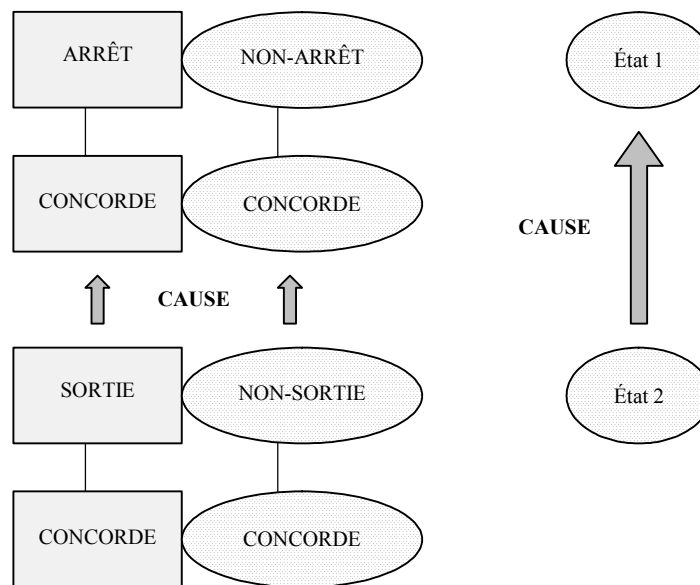 ARRÊT NON-ARRÊT État 1
CONCORDE CONCORDE
CAUSE
CAUSE
SORTIE NON-SORTIE État 2
CONCORDE CONCORDE